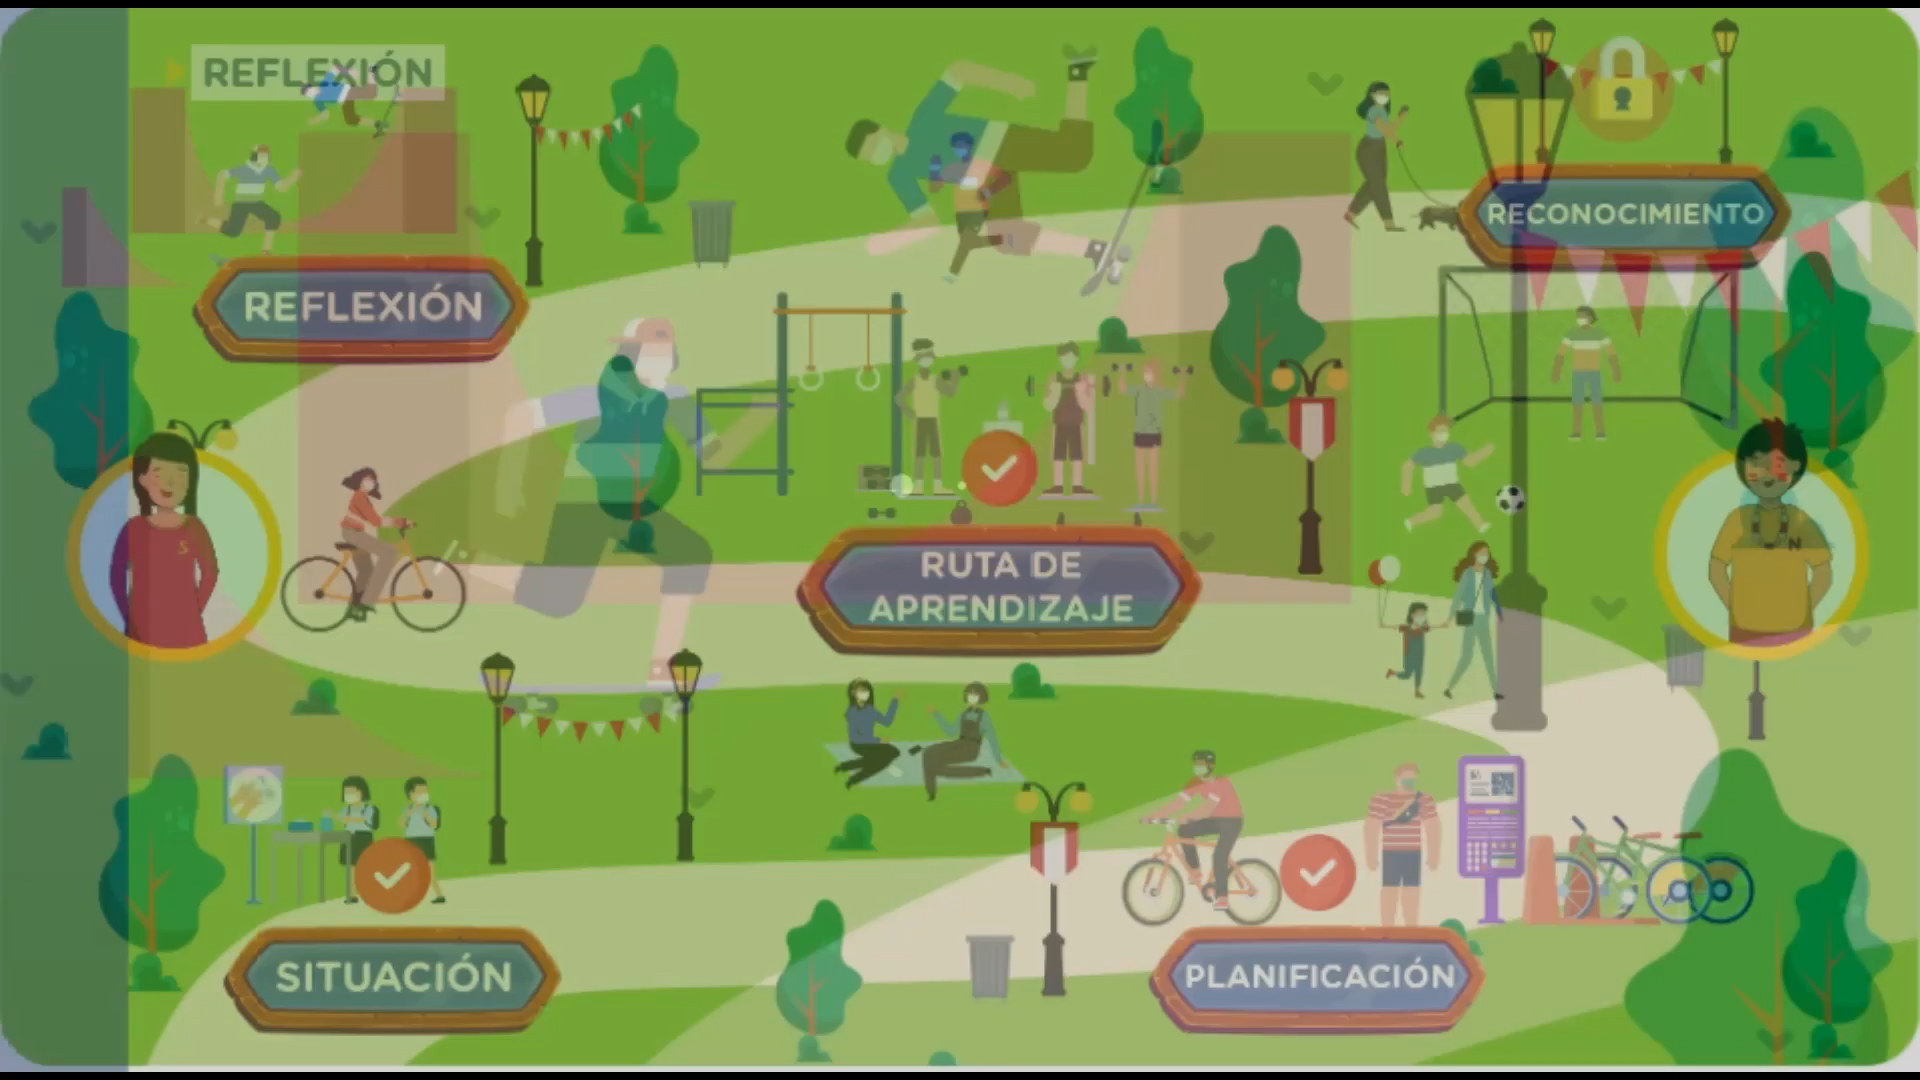 REFLEXIÓN
RECONOCIMIENTO
REFLEXIÓN
S
N
RUTA DE
APRENDIZAJE
SITUACIÓN
PLANIFICACIÓN